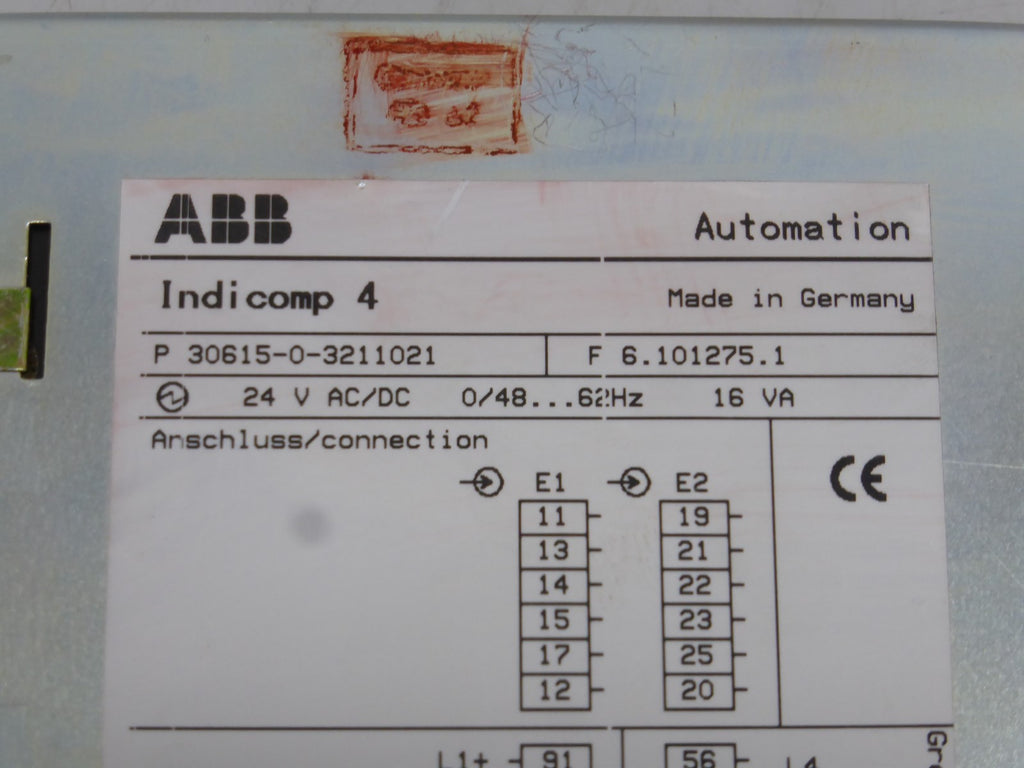 ABB Automation
Indicomp 4 Made in Germany
P 30615-0-3211021 F 6.101275.1
24 V AC/DC 0/48...62Hz 16 VA
Anschluss/connection
E1 E2 CE
11 19
13 21
14 22
15 23
17 25
12 20
L1+ 91 56 L4